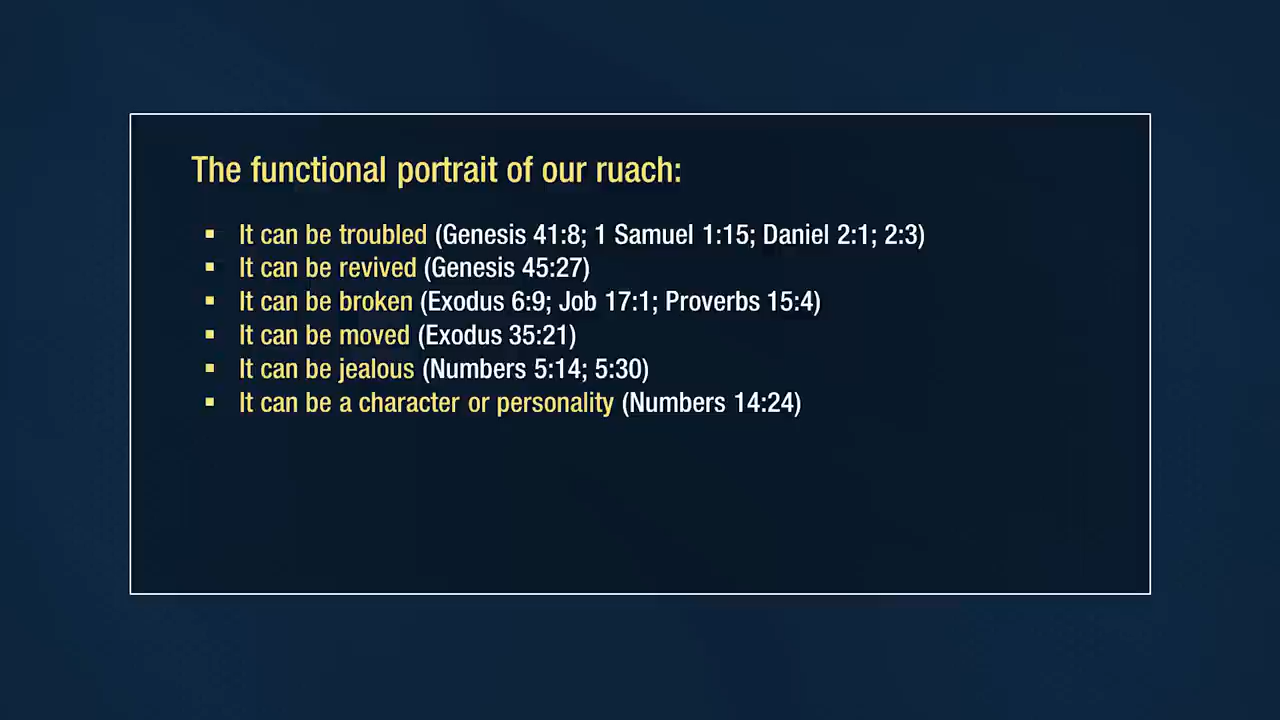 The functional portrait of our ruach:
▪ It can be troubled (Genesis 41:8; 1 Samuel 1:15; Daniel 2:1; 2:3)
▪ It can be revived (Genesis 45:27)
▪ It can be broken (Exodus 6:9; Job 17:1; Proverbs 15:4)
▪ It can be moved (Exodus 35:21)
▪ It can be jealous (Numbers 5:14; 5:30)
▪ It can be a character or personality (Numbers 14:24)